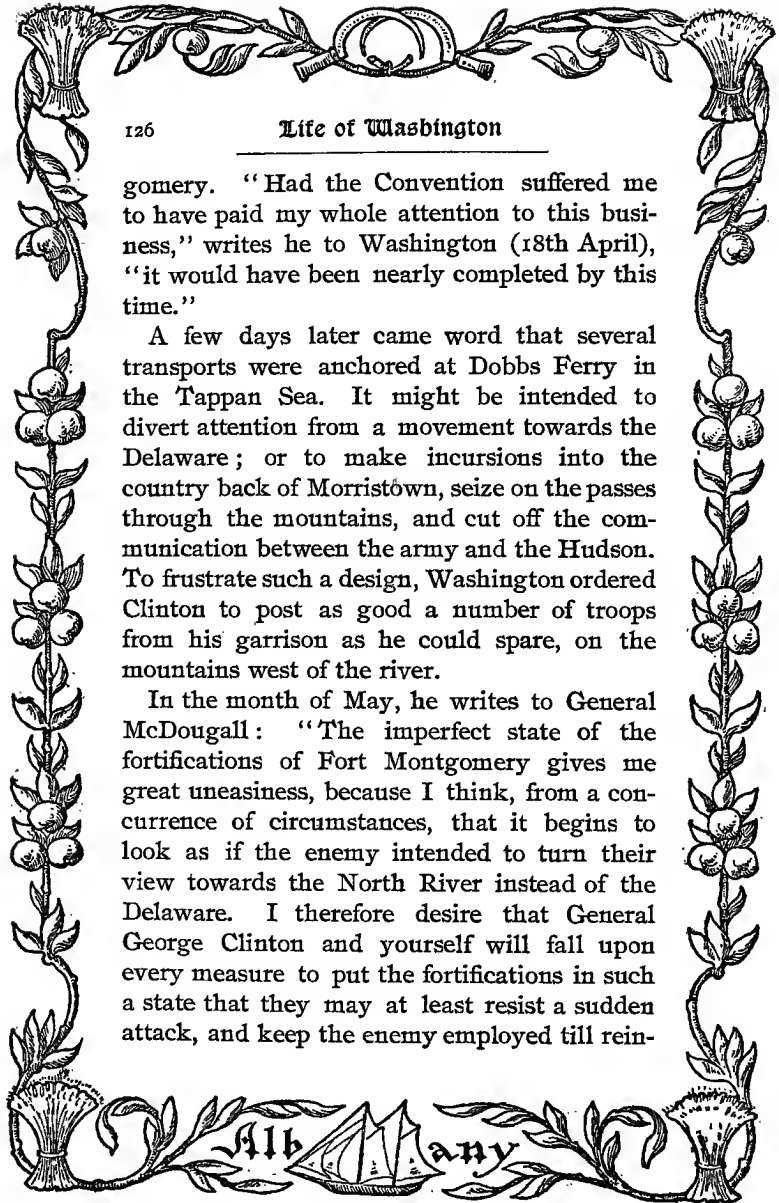 126 Life of Washington
gomery. “Had the Convention suffered me
to have paid my whole attention to this busi-
ness,” writes he to Washington (18th April),
“it would have been nearly completed by this
time.”
A few days later came word that several
transports were anchored at Dobbs Ferry in
the Tappan Sea. It might be intended to
divert attention from a movement towards the
Delaware; or to make incursions into the
country back of Morristown, seize on the passes
through the mountains, and cut off the com-
munication between the army and the Hudson.
To frustrate such a design, Washington ordered
Clinton to post as good a number of troops
from his garrison as he could spare, on the
mountains west of the river.
In the month of May, he writes to General
McDougall: “The imperfect state of the
fortifications of Fort Montgomery gives me
great uneasiness, because I think, from a con-
currence of circumstances, that it begins to
look as if the enemy intended to turn their
view towards the North River instead of the
Delaware. I therefore desire that General
George Clinton and yourself will fall upon
every measure to put the fortifications in such
a state that they may at least resist a sudden
attack, and keep the enemy employed till rein-
Albany